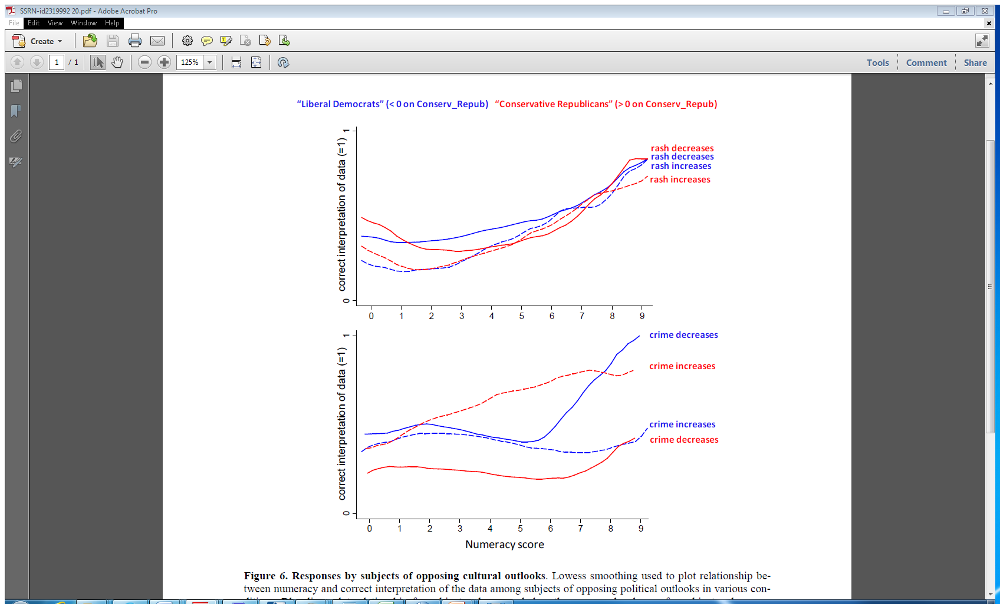 SSRN-id2319992 20.pdf - Adobe Acrobat Pro
File Edit View Window Help
Create
1 / 1 125% Tools Comment Share
“Liberal Democrats” (< 0 on Conserv_Repub) “Conservative Republicans” (> 0 on Conserv_Repub)
correct interpretation of data (=1)
1
0
rash decreases
rash decreases
rash increases
rash increases
0 1 2 3 4 5 6 7 8 9
correct interpretation of data (=1)
1
0
crime decreases
crime increases
crime increases
crime decreases
0 1 2 3 4 5 6 7 8 9
Numeracy score
Figure 6. Responses by subjects of opposing cultural outlooks. Lowess smoothing used to plot relationship be-
tween numeracy and correct interpretation of the data among subjects of opposing political outlooks in various con-